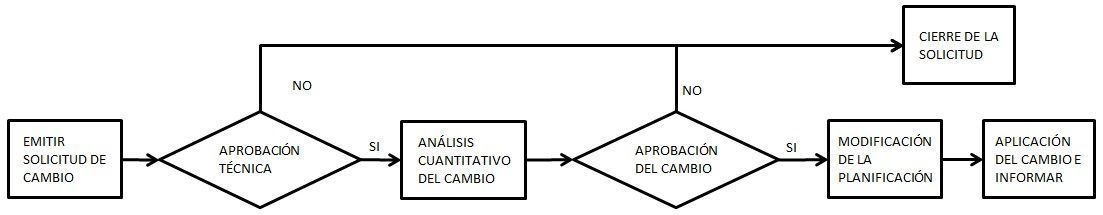 CIERRE DE LA
SOLICITUD
NO
NO
EMITIR
SOLICITUD DE
CAMBIO
APROBACIÓN
TÉCNICA
SI
ANÁLISIS
CUANTITATIVO
DEL CAMBIO
APROBACIÓN
DEL CAMBIO
SI
MODIFICACIÓN
DE LA
PLANIFICACIÓN
APLICACIÓN
DEL CAMBIO E
INFORMAR